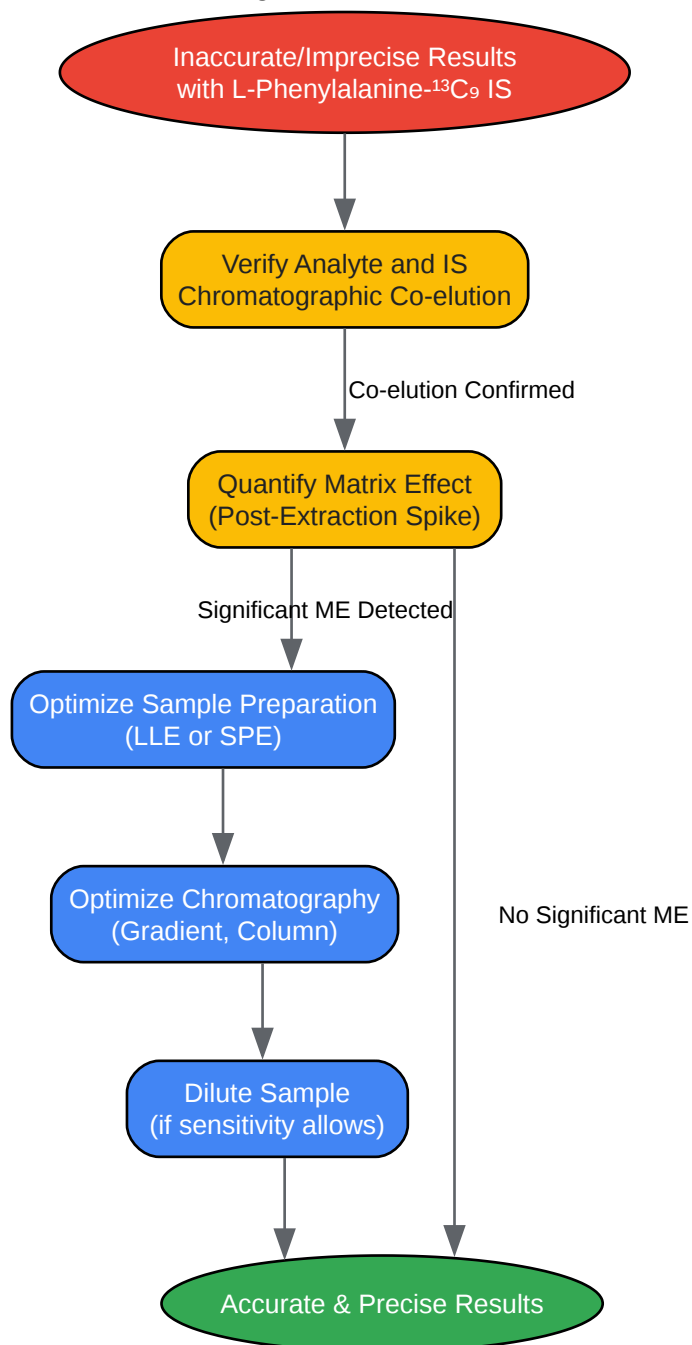 Inaccurate/Imprecise Results
with L-Phenylalanine-¹³C₉ IS
Verify Analyte and IS
Chromatographic Co-elution
Co-elution Confirmed
Quantify Matrix Effect
(Post-Extraction Spike)
Significant ME Detected
Optimize Sample Preparation
(LLE or SPE)
Optimize Chromatography
(Gradient, Column)
No Significant ME
Dilute Sample
(if sensitivity allows)
Accurate & Precise Results